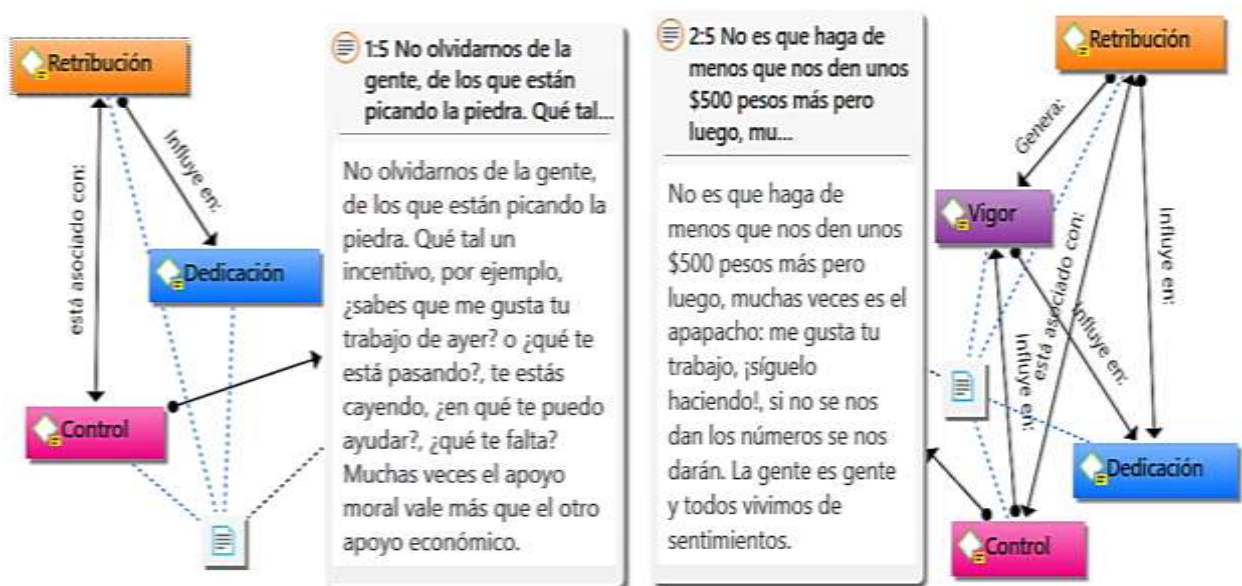 Retribución
Influye en:
está asociado con:
Dedicación
Control
1:5 No olvidarnos de la
gente, de los que están
picando la piedra. Qué tal...
No olvidarnos de la gente,
de los que están picando la
piedra. Qué tal un
incentivo, por ejemplo,
¿sabes que me gusta tu
trabajo de ayer? o ¿qué te
está pasando?, te estás
cayendo, ¿en qué te puedo
ayudar?, ¿qué te falta?
Muchas veces el apoyo
moral vale más que el otro
apoyo económico.
2:5 No es que haga de
menos que nos den unos
$500 pesos más pero
luego, mu...
No es que haga de
menos que nos den unos
$500 pesos más pero
luego, muchas veces es el
apapacho: me gusta tu
trabajo, ¡síguelo
haciendo!, si no se nos
dan los números se nos
darán. La gente es gente
y todos vivimos de
sentimientos.
Retribución
Genera:
Vigor
Influye en:
está asociado con:
Influye en:
Influye en:
Dedicación
Control